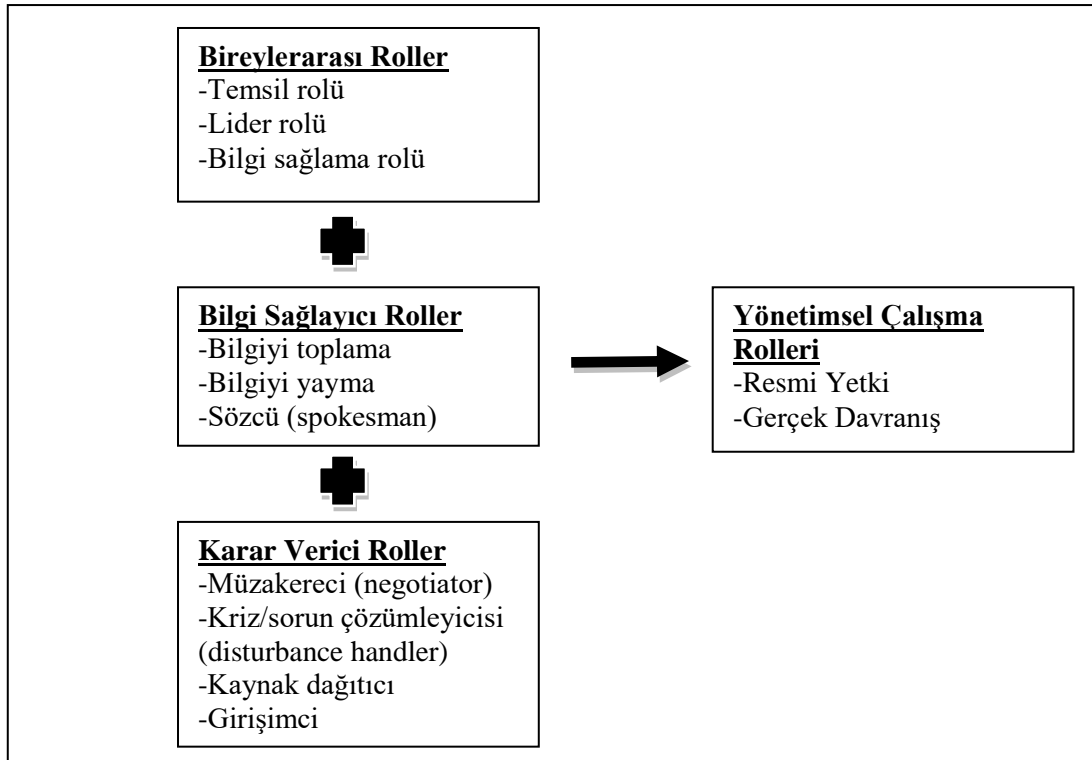 Bireylerarası Roller
-Temsil rolü
-Lider rolü
-Bilgi sağlama rolü
Bilgi Sağlayıcı Roller
-Bilgiyi toplama
-Bilgiyi yayma
-Sözcü (spokesman)
Yönetimsel Çalışma
Rolleri
-Resmi Yetki
-Gerçek Davranış
Karar Verici Roller
-Müzakereci (negotiator)
-Kriz/sorun çözümleyicisi
(disturbance handler)
-Kaynak dağıtıcı
-Girişimci